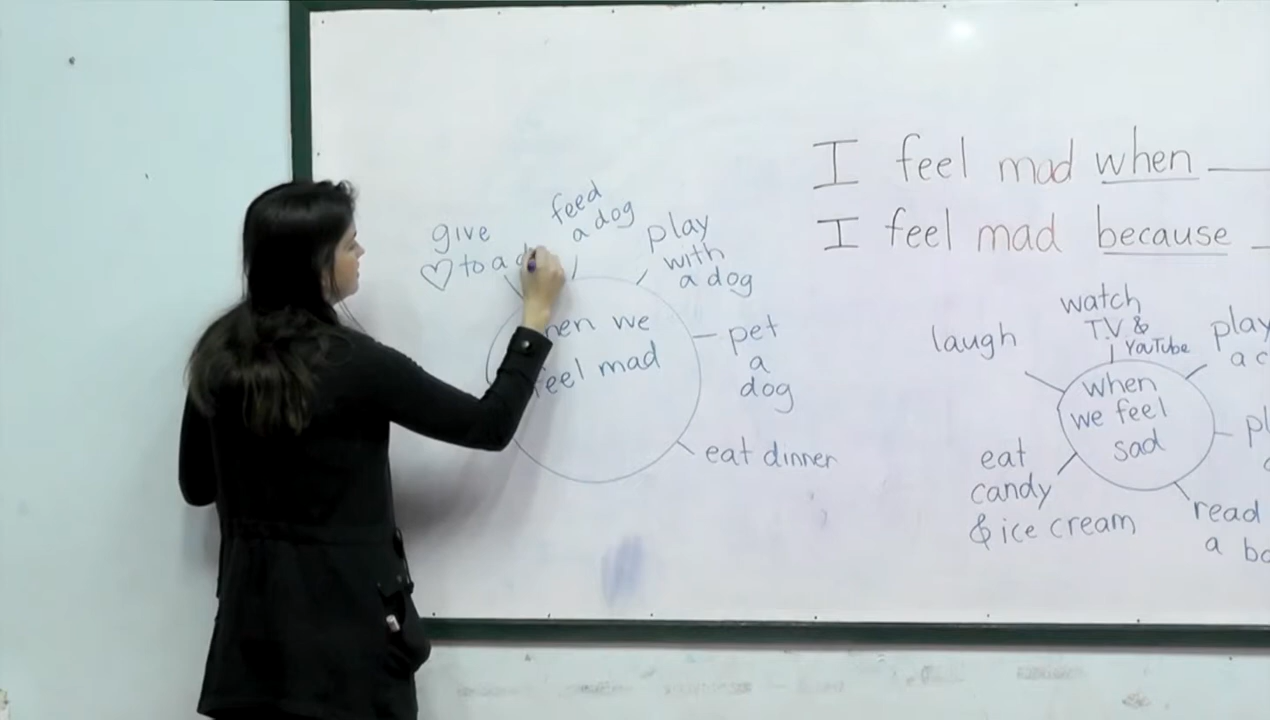 I feel mad when
I feel mad because
give
♡ to a
feed
a dog
play
with
a dog
pet
a
dog
eat dinner
we
feel mad
laugh
watch
TV &
YouTube
play
a
when
we feel
sad
eat
candy
& ice cream
read
a